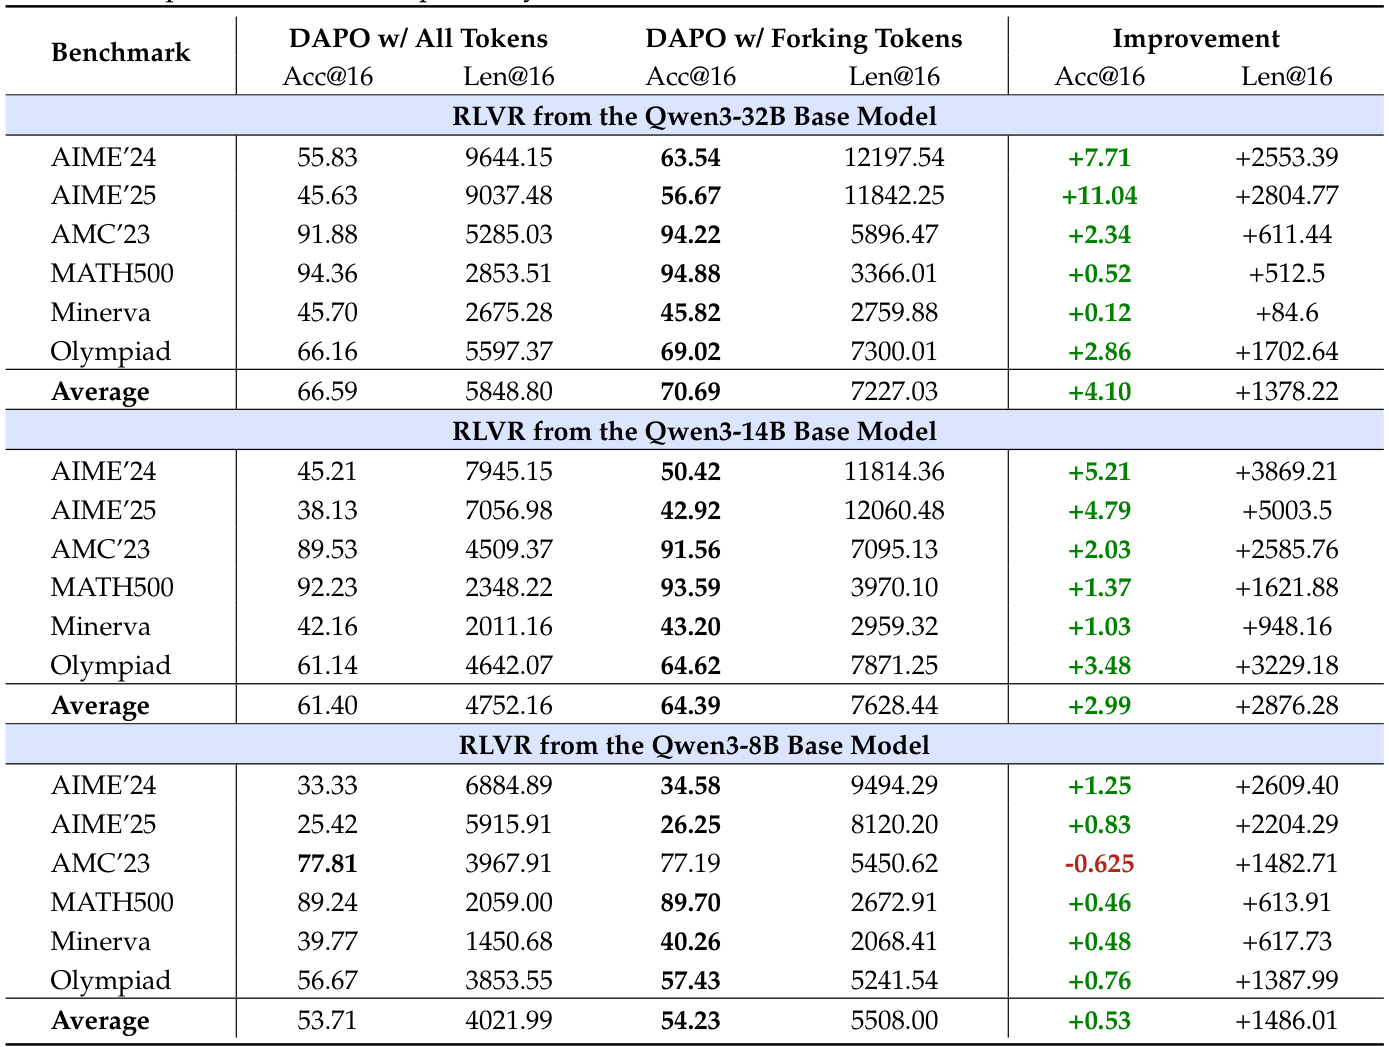 Benchmark DAPO w/ All Tokens DAPO w/ Forking Tokens Improvement
Acc@16 Len@16 Acc@16 Len@16 Acc@16 Len@16
RLVR from the Qwen3-32B Base Model
AIME’24 55.83 9644.15 63.54 12197.54 +7.71 +2553.39
AIME’25 45.63 9037.48 56.67 11842.25 +11.04 +2804.77
AMC’23 91.88 5285.03 94.22 5896.47 +2.34 +611.44
MATH500 94.36 2853.51 94.88 3366.01 +0.52 +512.5
Minerva 45.70 2675.28 45.82 2759.88 +0.12 +84.6
Olympiad 66.16 5597.37 69.02 7300.01 +2.86 +1702.64
Average 66.59 5848.80 70.69 7227.03 +4.10 +1378.22
RLVR from the Qwen3-14B Base Model
AIME’24 45.21 7945.15 50.42 11814.36 +5.21 +3869.21
AIME’25 38.13 7056.98 42.92 12060.48 +4.79 +5003.5
AMC’23 89.53 4509.37 91.56 7095.13 +2.03 +2585.76
MATH500 92.23 2348.22 93.59 3970.10 +1.37 +1621.88
Minerva 42.16 2011.16 43.20 2959.32 +1.03 +948.16
Olympiad 61.14 4642.07 64.62 7871.25 +3.48 +3229.18
Average 61.40 4752.16 64.39 7628.44 +2.99 +2876.28
RLVR from the Qwen3-8B Base Model
AIME’24 33.33 6884.89 34.58 9494.29 +1.25 +2609.40
AIME’25 25.42 5915.91 26.25 8120.20 +0.83 +2204.29
AMC’23 77.81 3967.91 77.19 5450.62 -0.625 +1482.71
MATH500 89.24 2059.00 89.70 2672.91 +0.46 +613.91
Minerva 39.77 1450.68 40.26 2068.41 +0.48 +617.73
Olympiad 56.67 3853.55 57.43 5241.54 +0.76 +1387.99
Average 53.71 4021.99 54.23 5508.00 +0.53 +1486.01